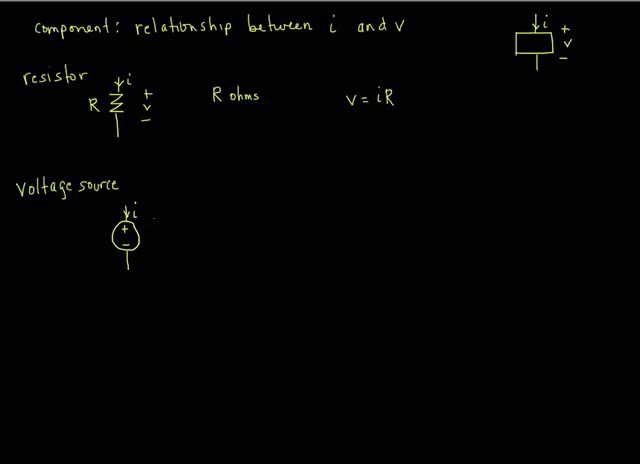 component: relationship between i and v
i
+
v
-
resistor
i
R
+
v
-
R ohms
v = iR
voltage source
i
+
-